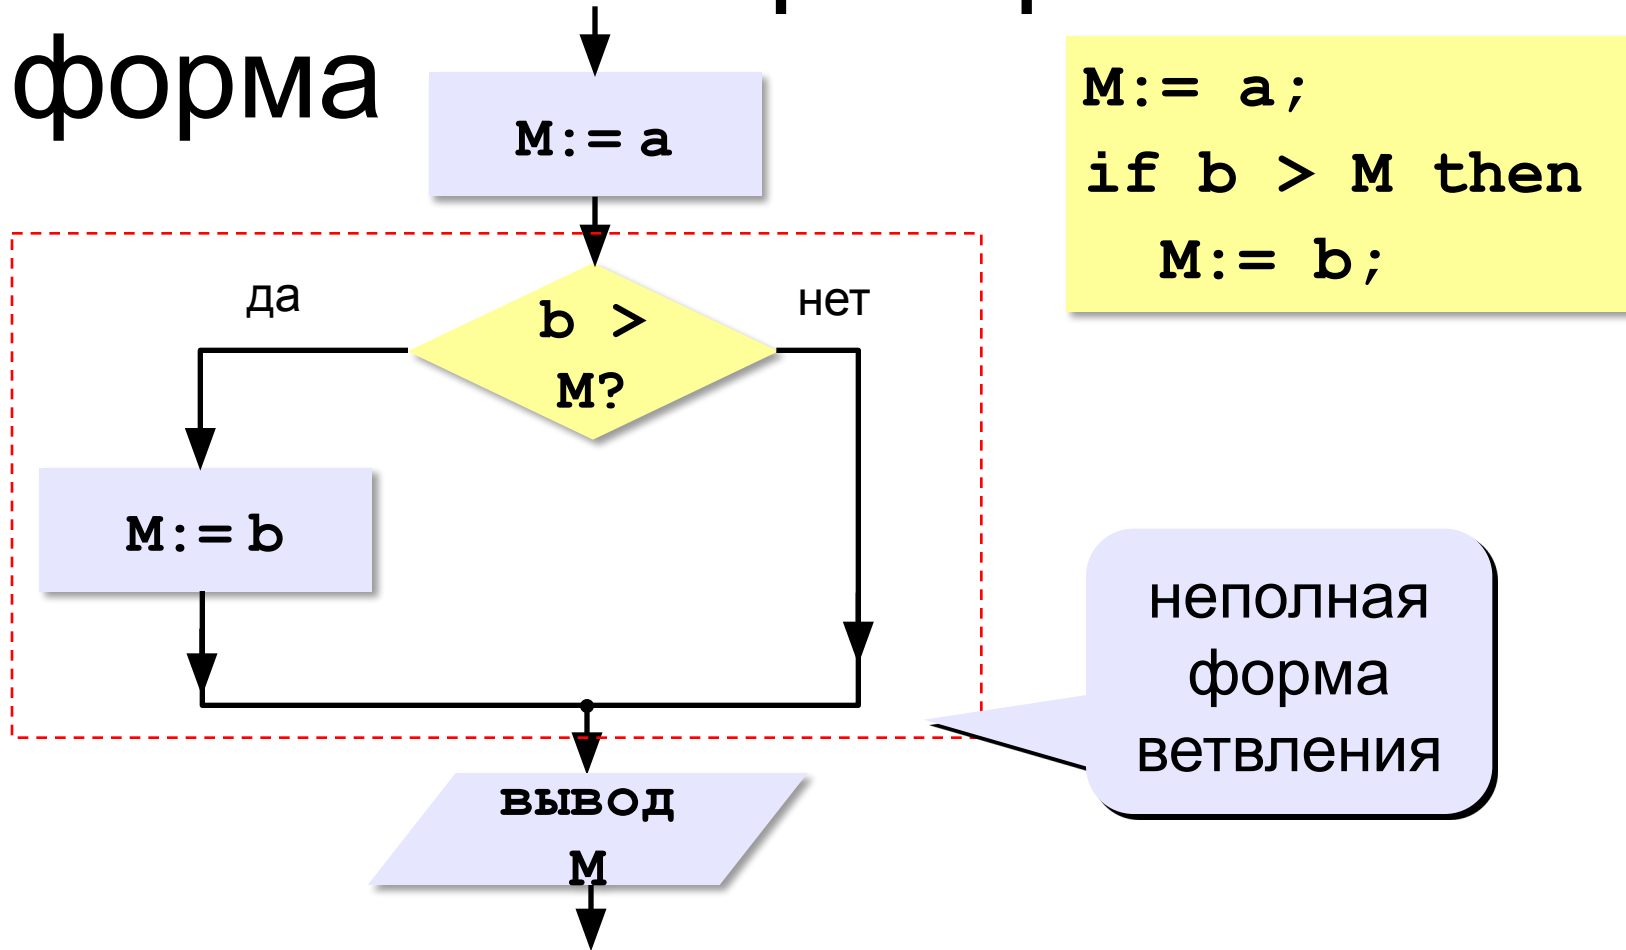 форма
M:= a
M:= a;
if b > M then
M:= b;
да
нет
b >
M?
M:= b
неполная
форма
ветвления
вывод
M